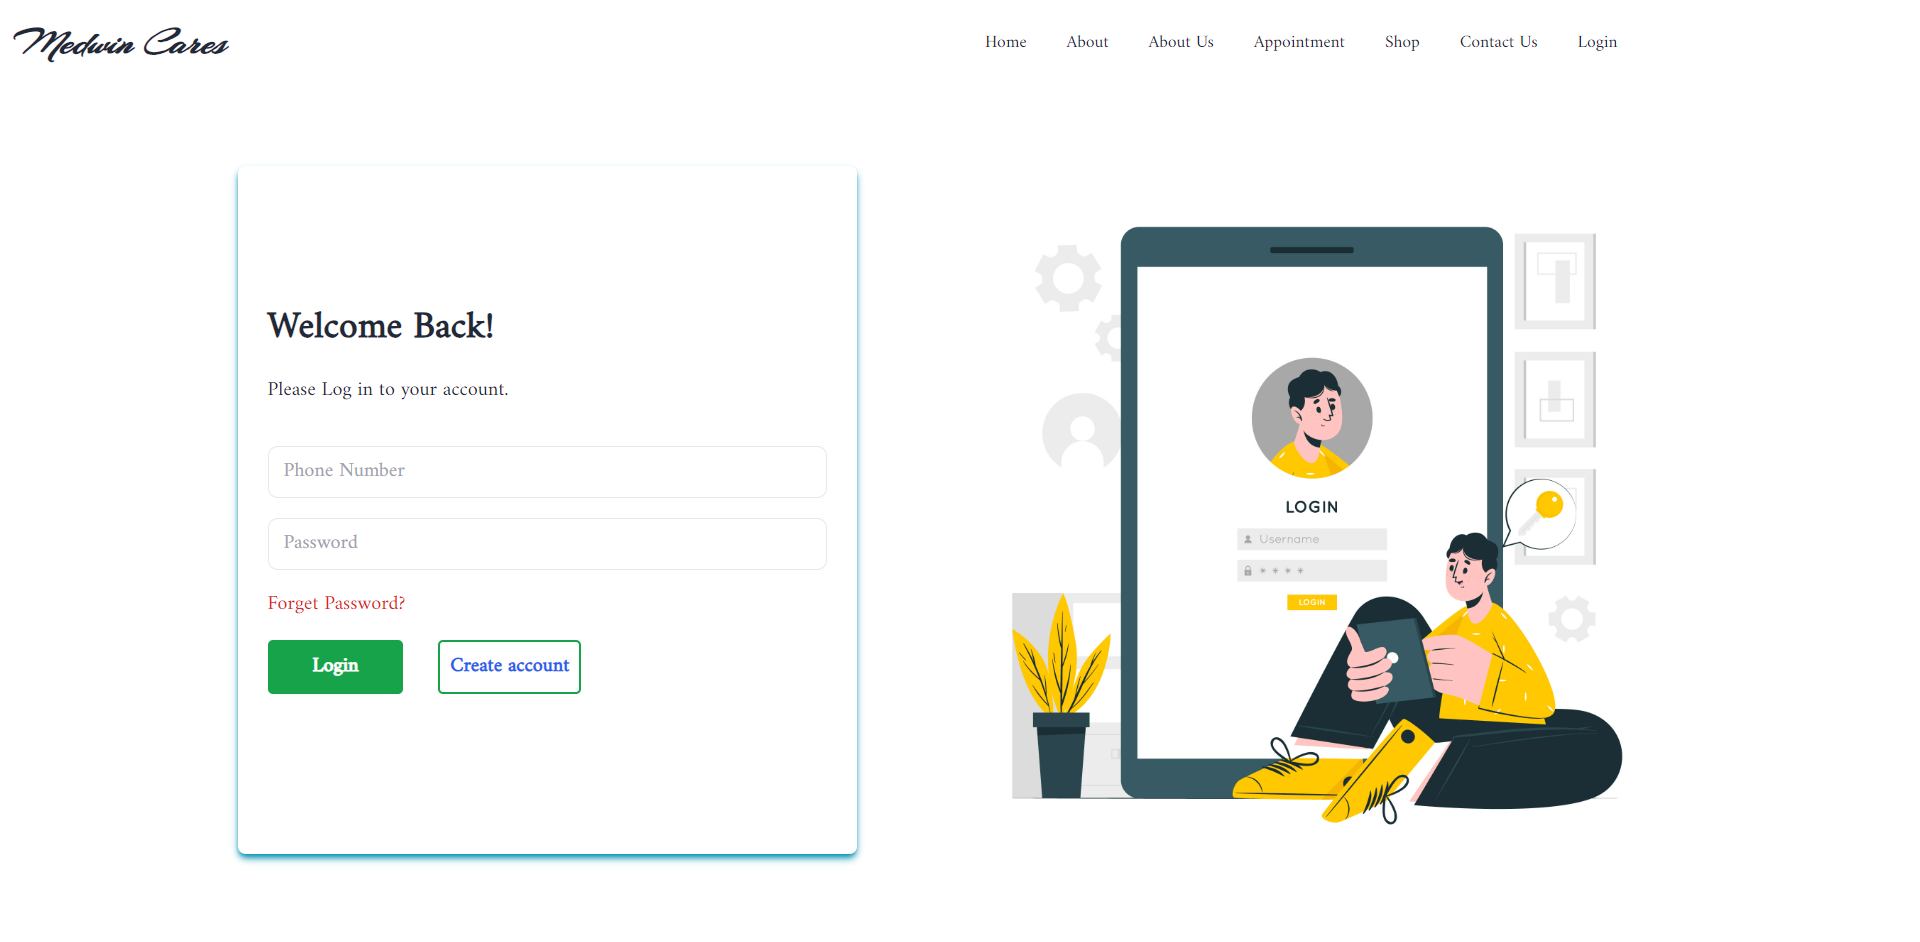 Medwin Cares
Home About About Us Appointment Shop Contact Us Login
Welcome Back!
Please Log in to your account.
Phone Number
Password
Forget Password?
Login Create account
LOGIN
Username
* * * *
LOGIN